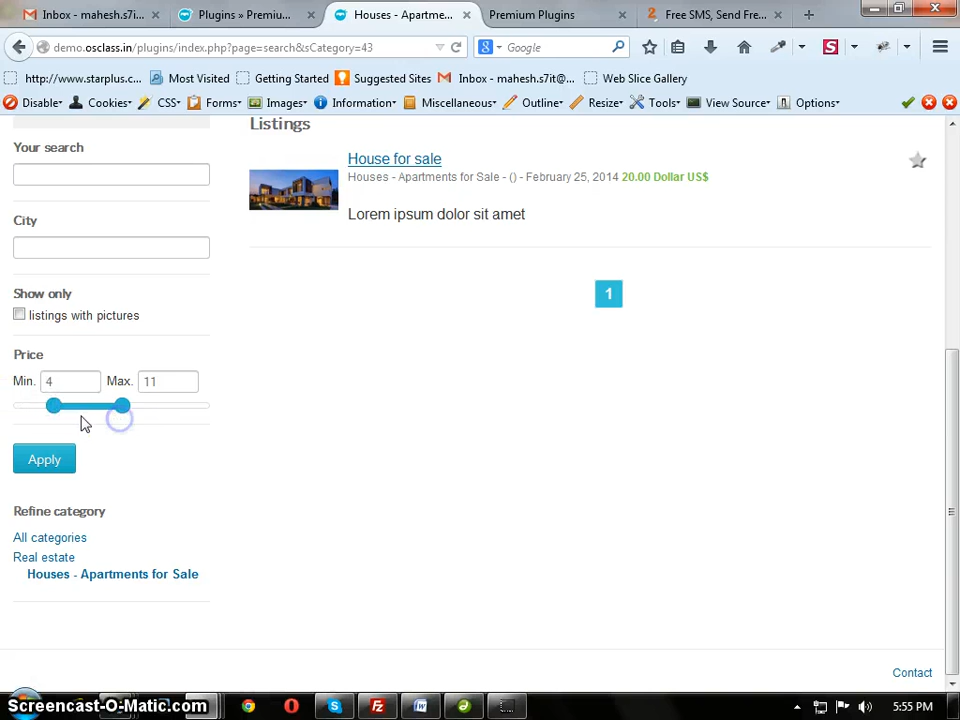 Inbox - mahesh.s7i... Plugins » Premiu... Houses - Apartme... Premium Plugins 2 Free SMS, Send Fre...
demo.osclass.in/plugins/index.php?page=search&sCategory=43 Google S
http://www.starplus.c... Most Visited Getting Started Suggested Sites Inbox - mahesh.s7it@... Web Slice Gallery
Disable Cookies CSS Forms Images Information Miscellaneous Outline Resize Tools View Source Options
Listings
Your search
House for sale
Houses - Apartments for Sale - () - February 25, 2014 20.00 Dollar US$
Lorem ipsum dolor sit amet
City
Show only
listings with pictures
1
Price
Min. 4 Max. 11
Apply
Refine category
All categories
Real estate
Houses - Apartments for Sale
Contact
Screencast-O-Matic.com 5:55 PM